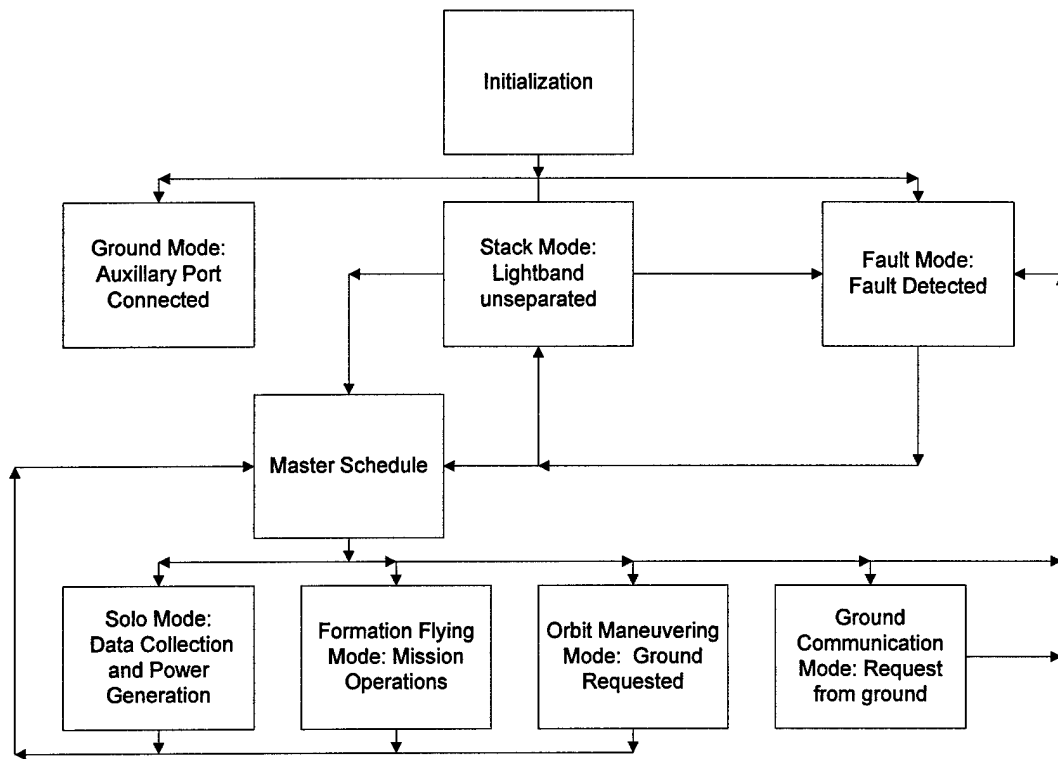 Initialization
Ground Mode:
Auxillary Port
Connected
Stack Mode:
Lightband
unseparated
Fault Mode:
Fault Detected
Master Schedule
Solo Mode:
Data Collection
and Power
Generation
Formation Flying
Mode: Mission
Operations
Orbit Maneuvering
Mode: Ground
Requested
Ground
Communication
Mode: Request
from ground